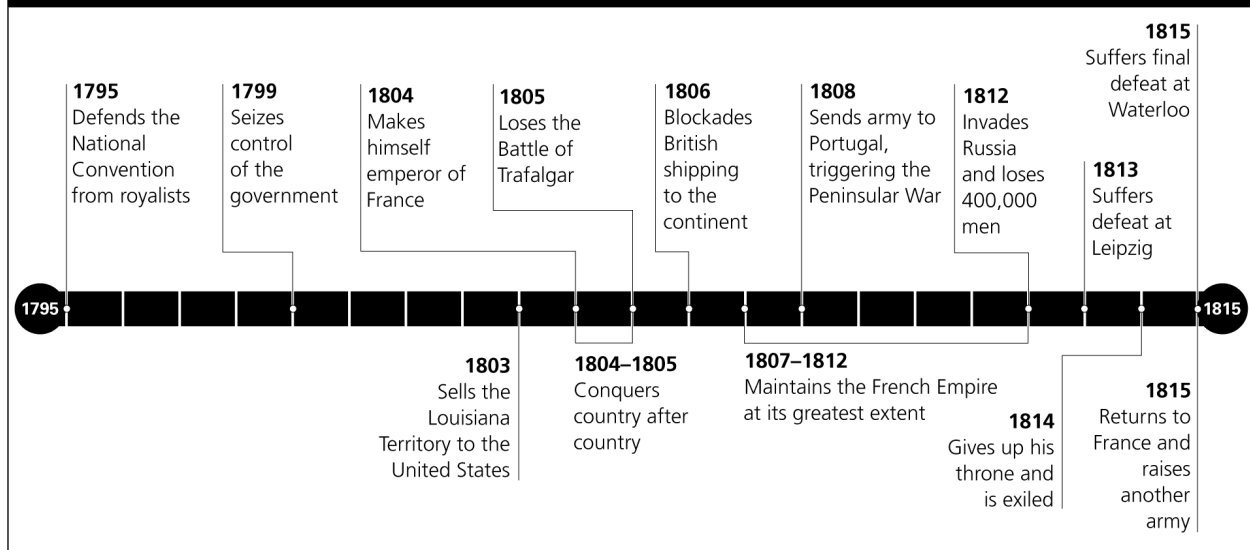 1795
Defends the
National
Convention
from royalists
1799
Seizes
control
of the
government
1804
Makes
himself
emperor of
France
1805
Loses the
Battle of
Trafalgar
1806
Blockades
British
shipping
to the
continent
1808
Sends army to
Portugal,
triggering the
Peninsular War
1812
Invades
Russia
and loses
400,000
men
1813
Suffers
defeat at
Leipzig
1815
Suffers final
defeat at
Waterloo
1795
1815
1803
Sells the
Louisiana
Territory to the
United States
1804–1805
Conquers
country after
country
1807–1812
Maintains the French Empire
at its greatest extent
1814
Gives up his
throne and
is exiled
1815
Returns to
France and
raises
another
army